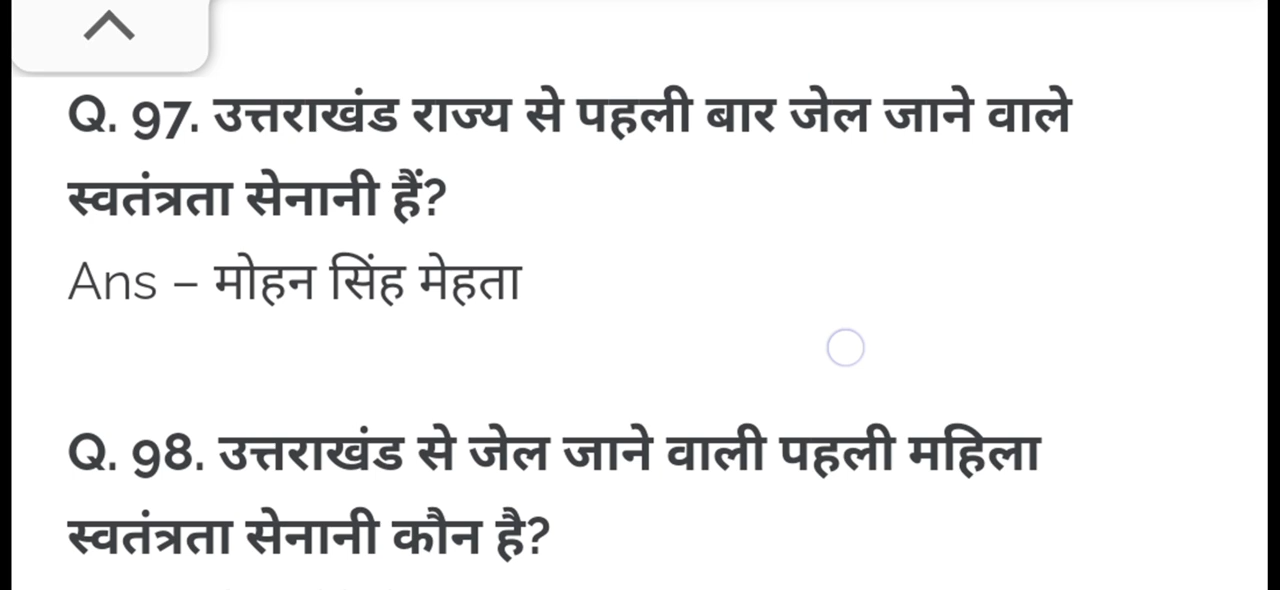 Q. 97. उत्तराखंड राज्य से पहली बार जेल जाने वाले
स्वतंत्रता सेनानी हैं?
Ans – मोहन सिंह मेहता
Q. 98. उत्तराखंड से जेल जाने वाली पहली महिला
स्वतंत्रता सेनानी कौन है?